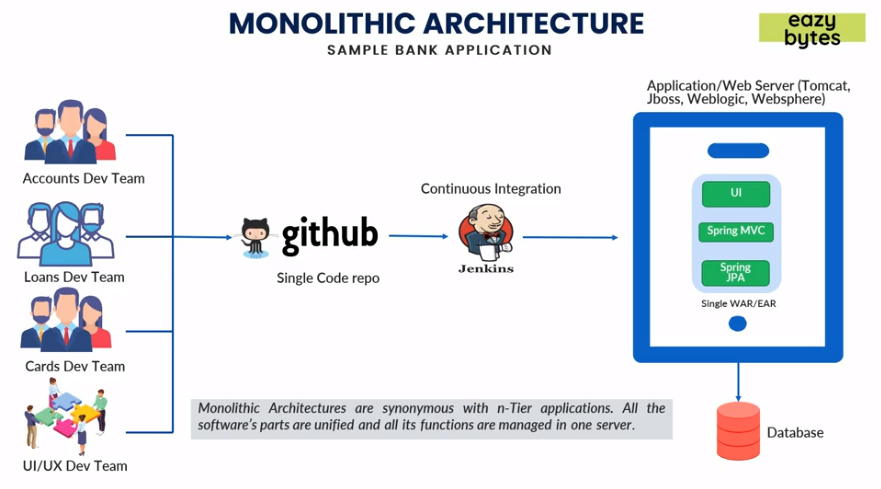 MONOLITHIC ARCHITECTURE
SAMPLE BANK APPLICATION
eazy
bytes
Application/Web Server (Tomcat,
Jboss, Weblogic, Websphere)
Accounts Dev Team
Loans Dev Team
Cards Dev Team
UI/UX Dev Team
github
Single Code repo
Continuous Integration
Jenkins
UI
Spring MVC
Spring
JPA
Single WAR/EAR
Database
Monolithic Architectures are synonymous with n-Tier applications. All the
software's parts are unified and all its functions are managed in one server.